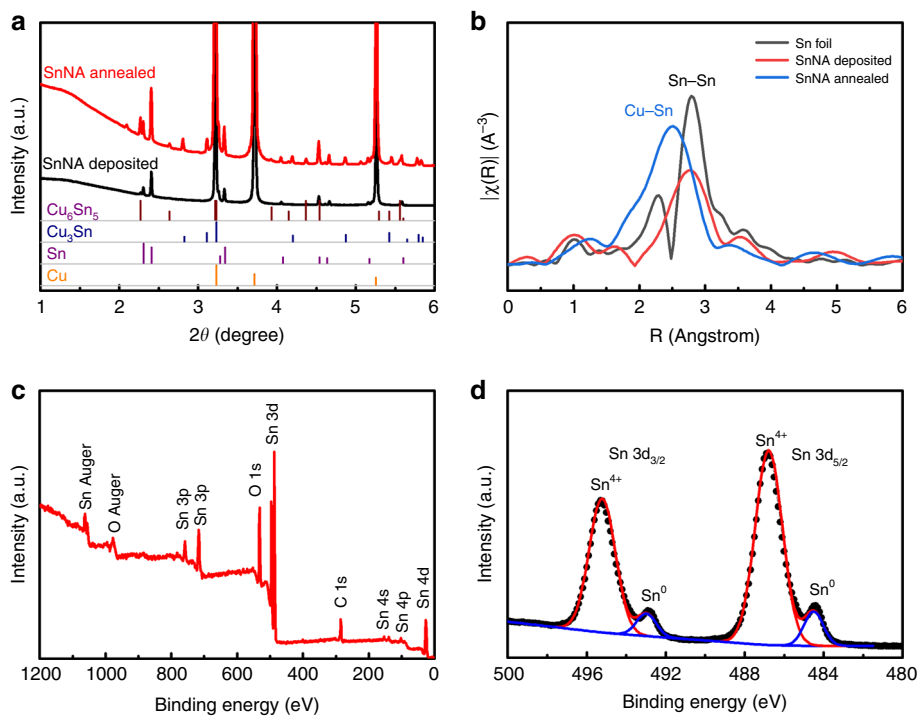 a
SnNA annealed
SnNA deposited
Cu6Sn5
Cu3Sn
Sn
Cu
Intensity (a.u.)
1 2 3 4 5 6
2θ (degree)
b
Sn foil
SnNA deposited
SnNA annealed
Sn–Sn
Cu–Sn
|χ(R)| (A−3)
0 1 2 3 4 5 6
R (Angstrom)
c
Sn Auger
O Auger
Sn 3p
Sn 3p
O 1s
Sn 3d
C 1s
Sn 4s
Sn 4p
Sn 4d
Intensity (a.u.)
1200 1000 800 600 400 200 0
Binding energy (eV)
d
Sn4+
Sn 3d3/2
Sn 3d5/2
Sn4+
Sn0
Sn0
Intensity (a.u.)
500 495 492 488 484 480
Binding energy (eV)